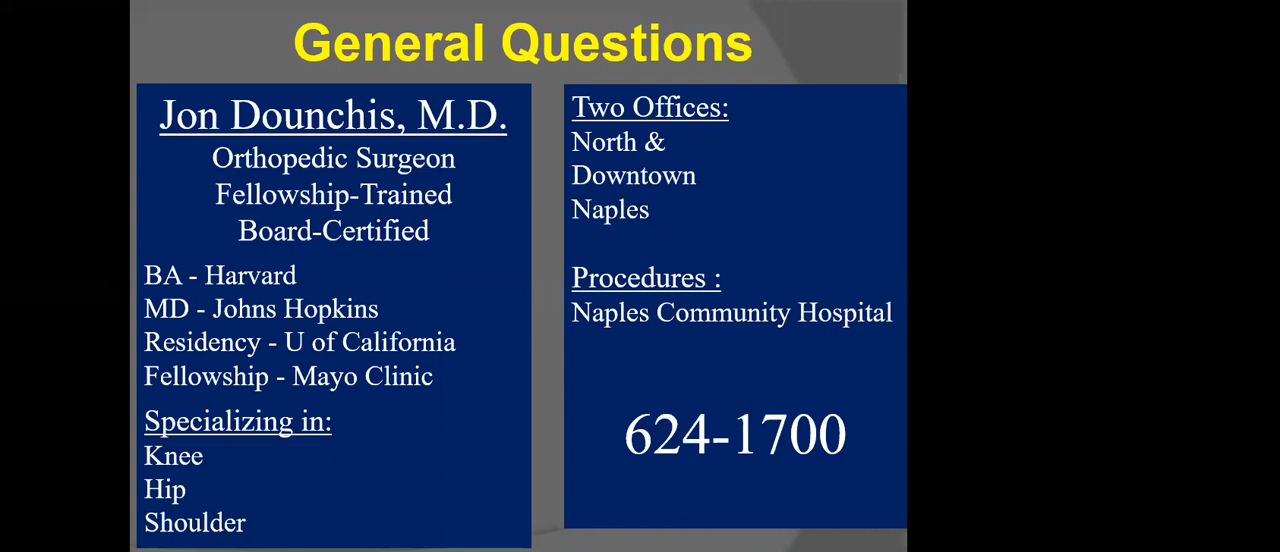 General Questions
Jon Dounchis, M.D.
Orthopedic Surgeon
Fellowship-Trained
Board-Certified
BA - Harvard
MD - Johns Hopkins
Residency - U of California
Fellowship - Mayo Clinic
Specializing in:
Knee
Hip
Shoulder
Two Offices:
North &
Downtown
Naples
Procedures :
Naples Community Hospital
624-1700